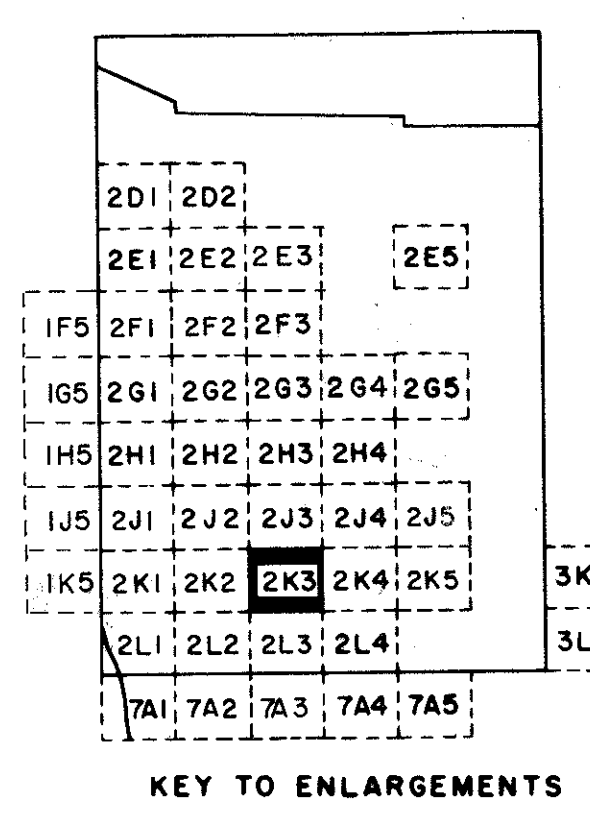 2D1 2D2
2E1 2E2 2E3 2E5
1F5 2F1 2F2 2F3
1G5 2G1 2G2 2G3 2G4 2G5
1H5 2H1 2H2 2H3 2H4
1J5 2J1 2J2 2J3 2J4 2J5
1K5 2K1 2K2 2K3 2K4 2K5 3K
2L1 2L2 2L3 2L4 3L
7A1 7A2 7A3 7A4 7A5
KEY TO ENLARGEMENTS